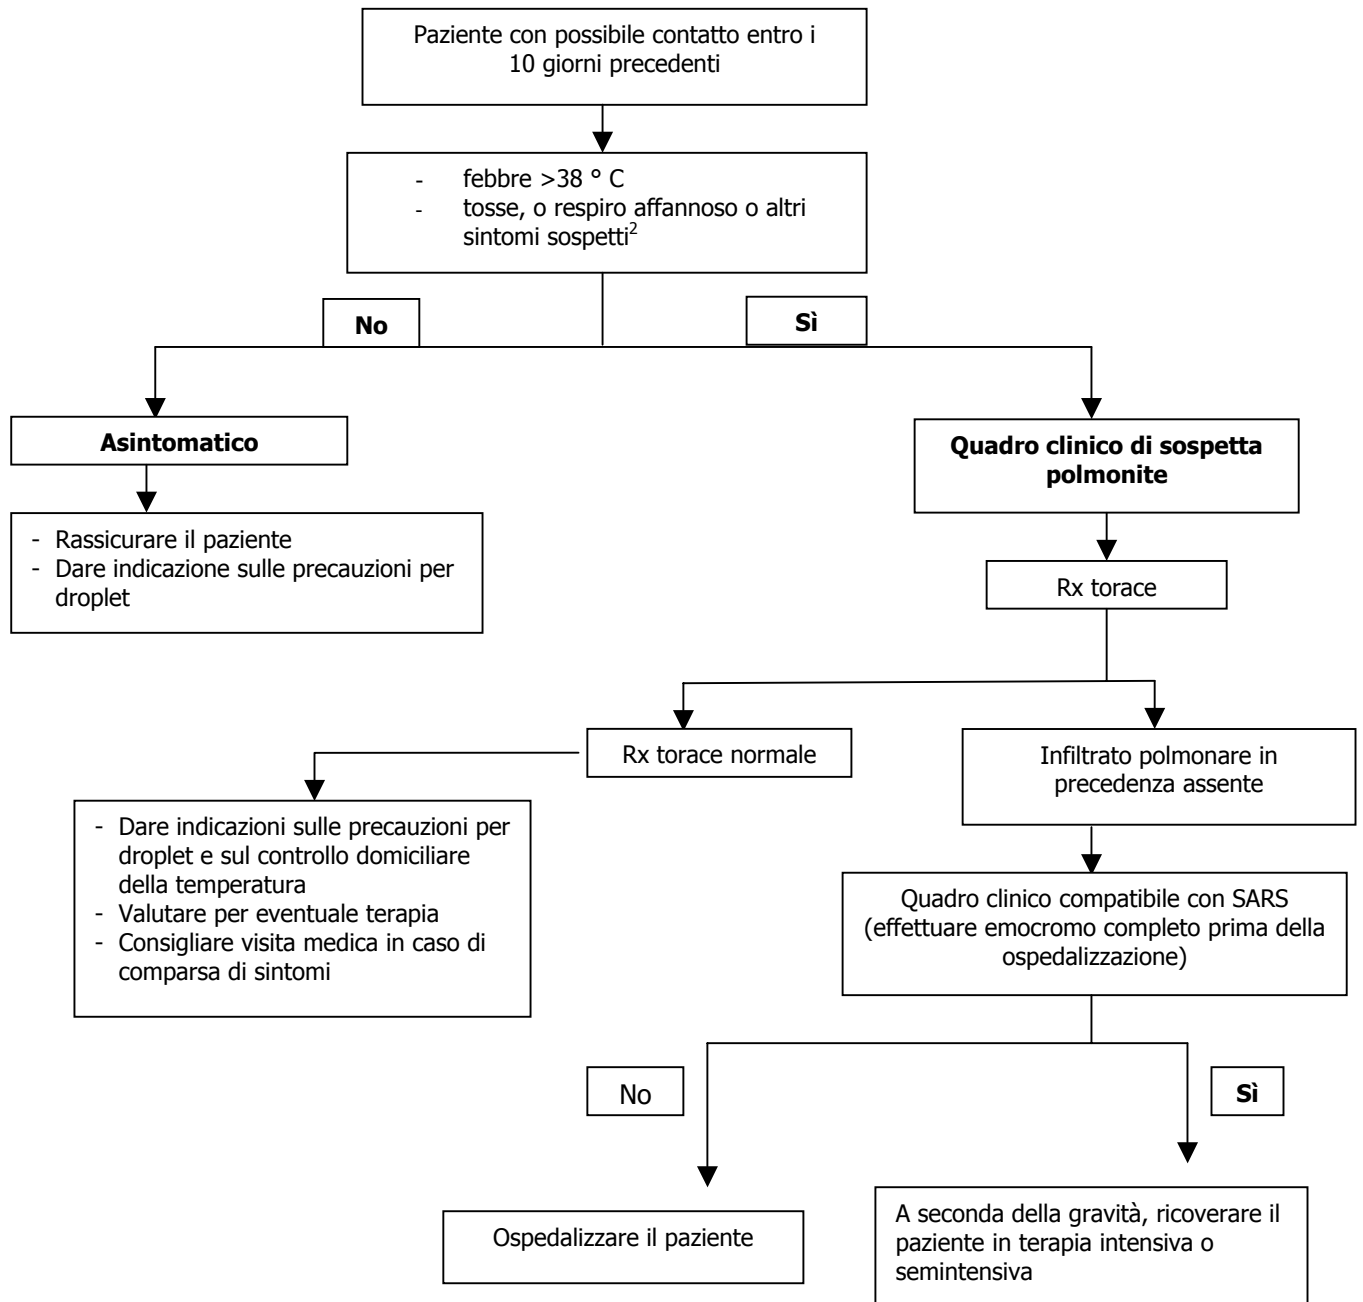 Paziente con possibile contatto entro i
10 giorni precedenti
- febbre >38 ° C
- tosse, o respiro affannoso o altri
sintomi sospetti²
No
Sì
Asintomatico
Quadro clinico di sospetta
polmonite
- Rassicurare il paziente
- Dare indicazione sulle precauzioni per
droplet
Rx torace
Rx torace normale
Infiltrato polmonare in
precedenza assente
- Dare indicazioni sulle precauzioni per
droplet e sul controllo domiciliare
della temperatura
- Valutare per eventuale terapia
- Consigliare visita medica in caso di
comparsa di sintomi
Quadro clinico compatibile con SARS
(effettuare emocromo completo prima della
ospedalizzazione)
No
Sì
Ospedalizzare il paziente
A seconda della gravità, ricoverare il
paziente in terapia intensiva o
semintensiva